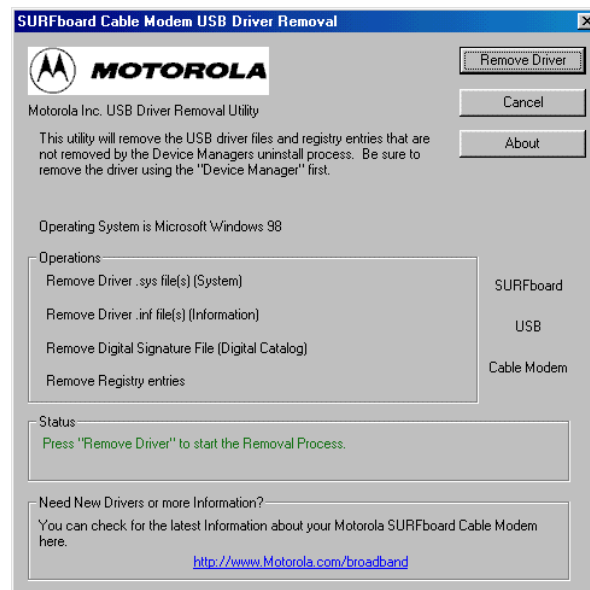 SURFboard Cable Modem USB Driver Removal
MOTOROLA
Remove Driver
Cancel
About
Motorola Inc. USB Driver Removal Utility
This utility will remove the USB driver files and registry entries that are
not removed by the Device Managers uninstall process.  Be sure to
remove the driver using the "Device Manager" first.
Operating System is Microsoft Windows 98
Operations
Remove Driver .sys file(s) (System)
Remove Driver .inf file(s) (Information)
Remove Digital Signature File (Digital Catalog)
Remove Registry entries
SURFboard
USB
Cable Modem
Status
Press "Remove Driver" to start the Removal Process.
Need New Drivers or more Information?
You can check for the latest Information about your Motorola SURFboard Cable Modem
here.
http://www.Motorola.com/broadband